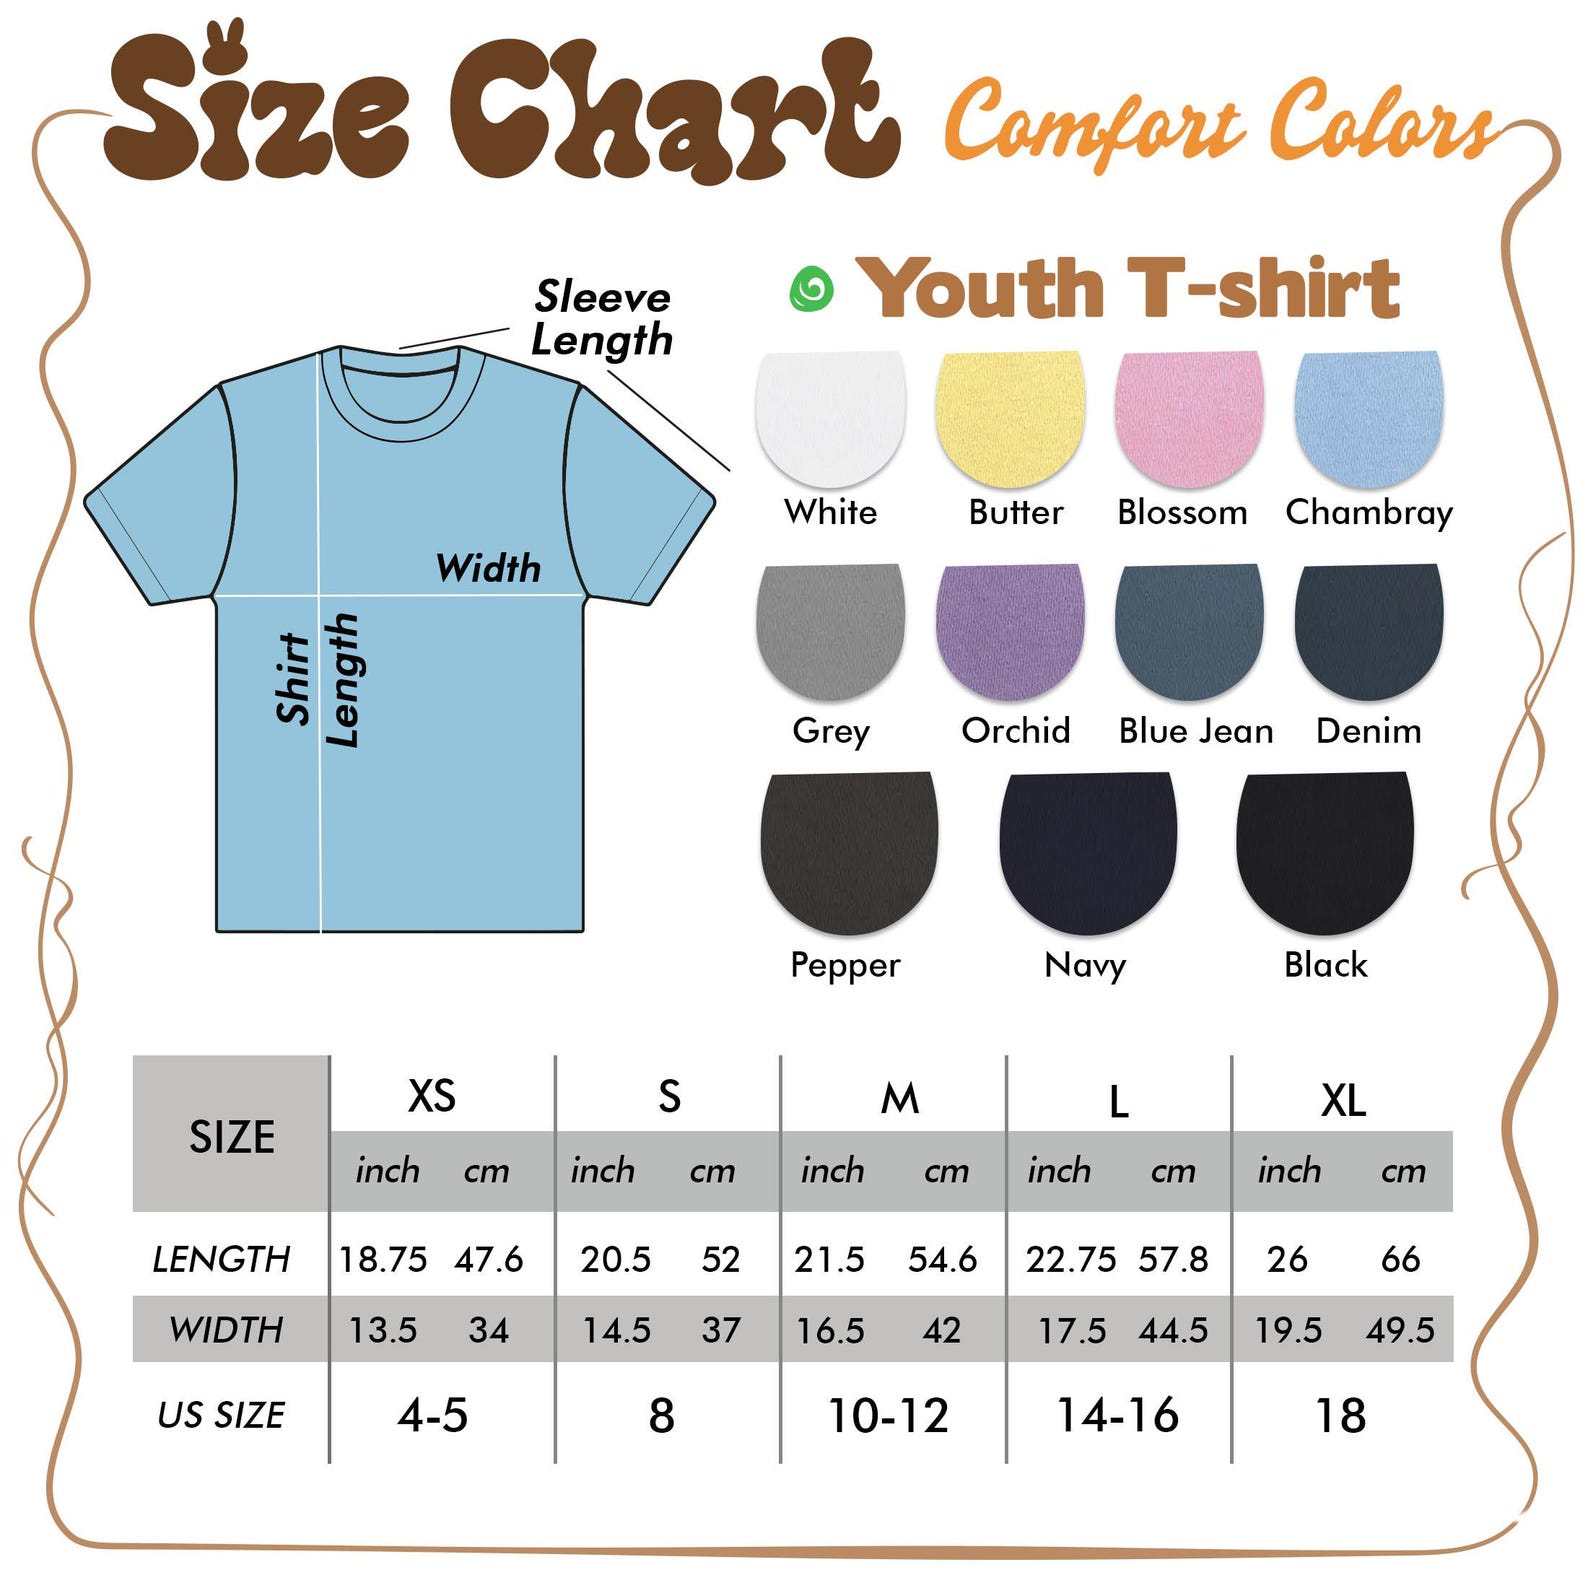 Size Chart Comfort Colors
Youth T-shirt
Sleeve
Length
Width
Shirt
Length
White Butter Blossom Chambray
Grey Orchid Blue Jean Denim
Pepper Navy Black
SIZE XS S M L XL
inch cm inch cm inch cm inch cm inch cm
LENGTH 18.75 47.6 20.5 52 21.5 54.6 22.75 57.8 26 66
WIDTH 13.5 34 14.5 37 16.5 42 17.5 44.5 19.5 49.5
US SIZE 4-5 8 10-12 14-16 18